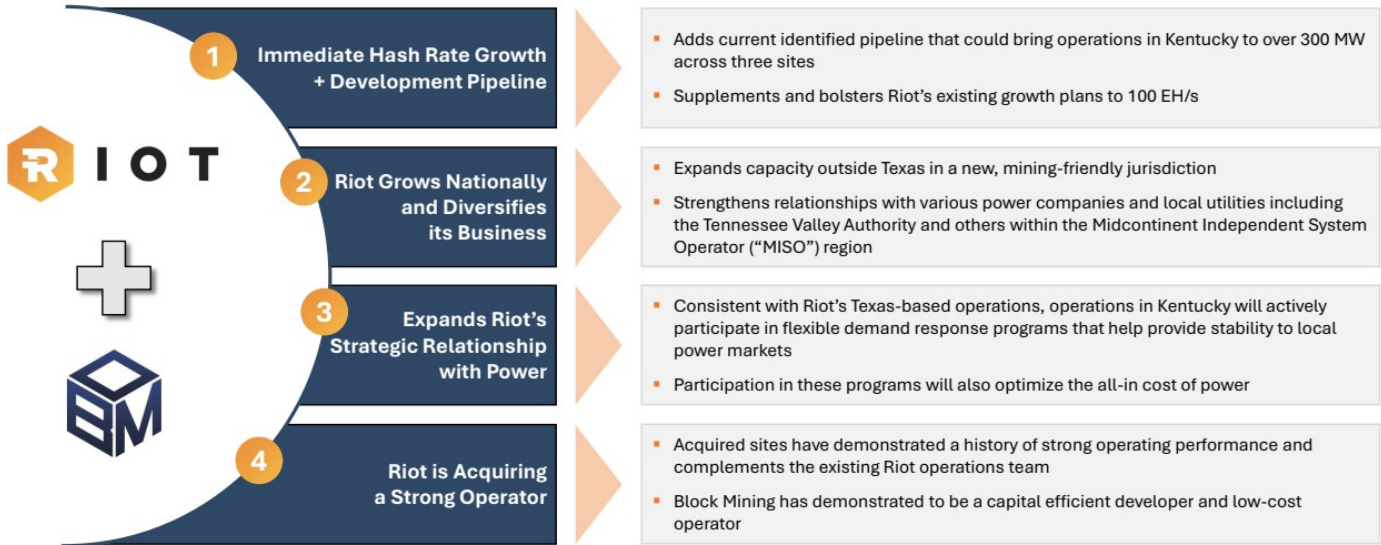 1
Immediate Hash Rate Growth
+ Development Pipeline
▪ Adds current identified pipeline that could bring operations in Kentucky to over 300 MW
across three sites
▪ Supplements and bolsters Riot’s existing growth plans to 100 EH/s
R RIOT
2
Riot Grows Nationally
and Diversifies
its Business
▪ Expands capacity outside Texas in a new, mining-friendly jurisdiction
▪ Strengthens relationships with various power companies and local utilities including
the Tennessee Valley Authority and others within the Midcontinent Independent System
Operator (“MISO”) region
3
Expands Riot’s
Strategic Relationship
with Power
▪ Consistent with Riot’s Texas-based operations, operations in Kentucky will actively
participate in flexible demand response programs that help provide stability to local
power markets
▪ Participation in these programs will also optimize the all-in cost of power
BM
4
Riot is Acquiring
a Strong Operator
▪ Acquired sites have demonstrated a history of strong operating performance and
complements the existing Riot operations team
▪ Block Mining has demonstrated to be a capital efficient developer and low-cost
operator